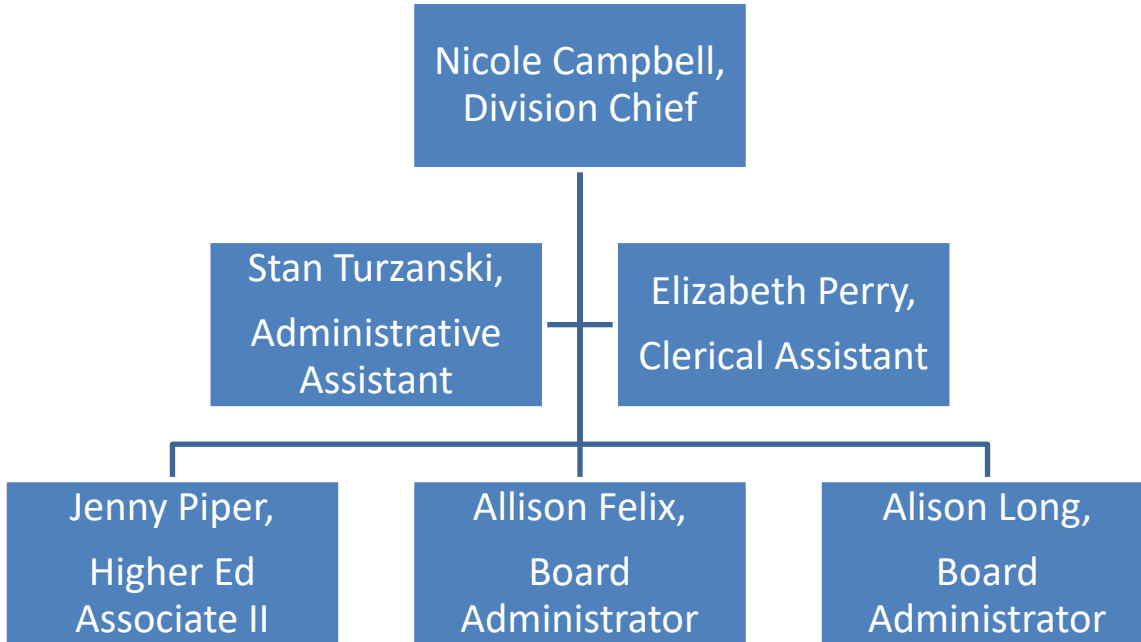 Nicole Campbell,
Division Chief
Stan Turzanski,
Administrative
Assistant
Elizabeth Perry,
Clerical Assistant
Jenny Piper,
Higher Ed
Associate II
Allison Felix,
Board
Administrator
Alison Long,
Board
Administrator